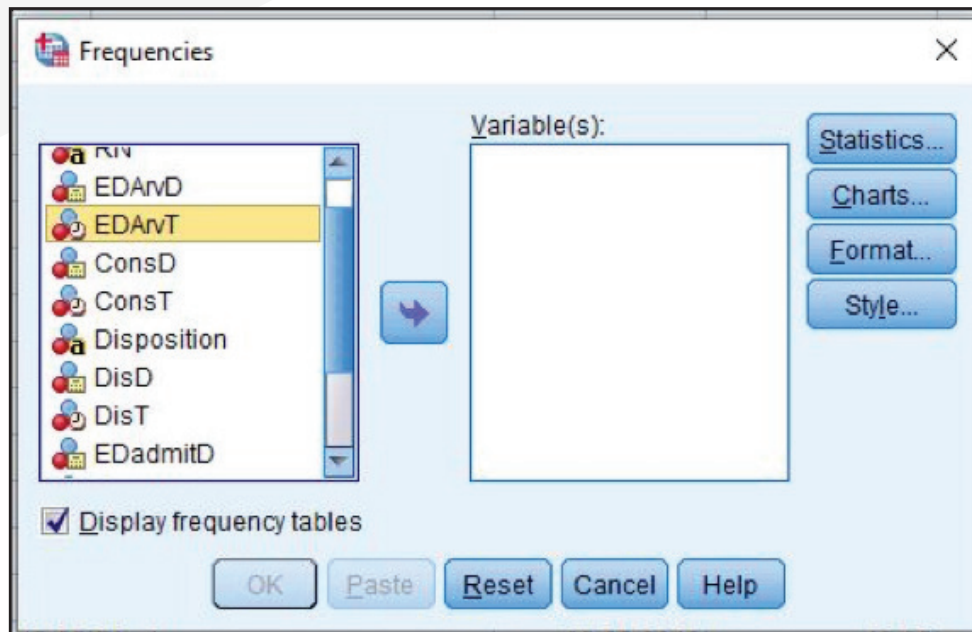 Frequencies
Variable(s):
RN
EDArvD
EDArvT
ConsD
ConsT
Disposition
DisD
DisT
EDadmitD
Statistics...
Charts...
Format...
Style...
Display frequency tables
OK Paste Reset Cancel Help